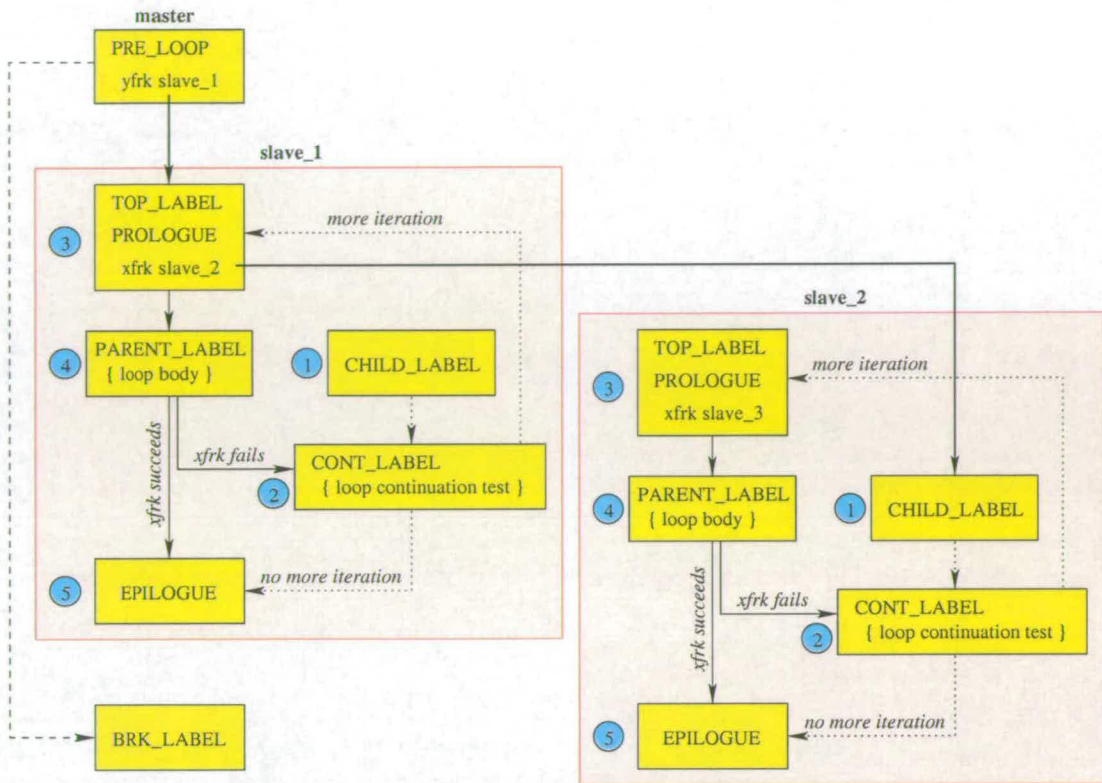 master
PRE_LOOP
yfrk slave_1
slave_1
TOP_LABEL
PROLOGUE
xfrk slave_2
more iteration
3
PARENT_LABEL
{ loop body }
4
1
CHILD_LABEL
xfrk succeeds
xfrk fails
CONT_LABEL
{ loop continuation test }
2
no more iteration
5
EPILOGUE
BRK_LABEL
slave_2
TOP_LABEL
PROLOGUE
xfrk slave_3
more iteration
3
PARENT_LABEL
{ loop body }
4
1
CHILD_LABEL
xfrk succeeds
xfrk fails
CONT_LABEL
{ loop continuation test }
2
no more iteration
5
EPILOGUE